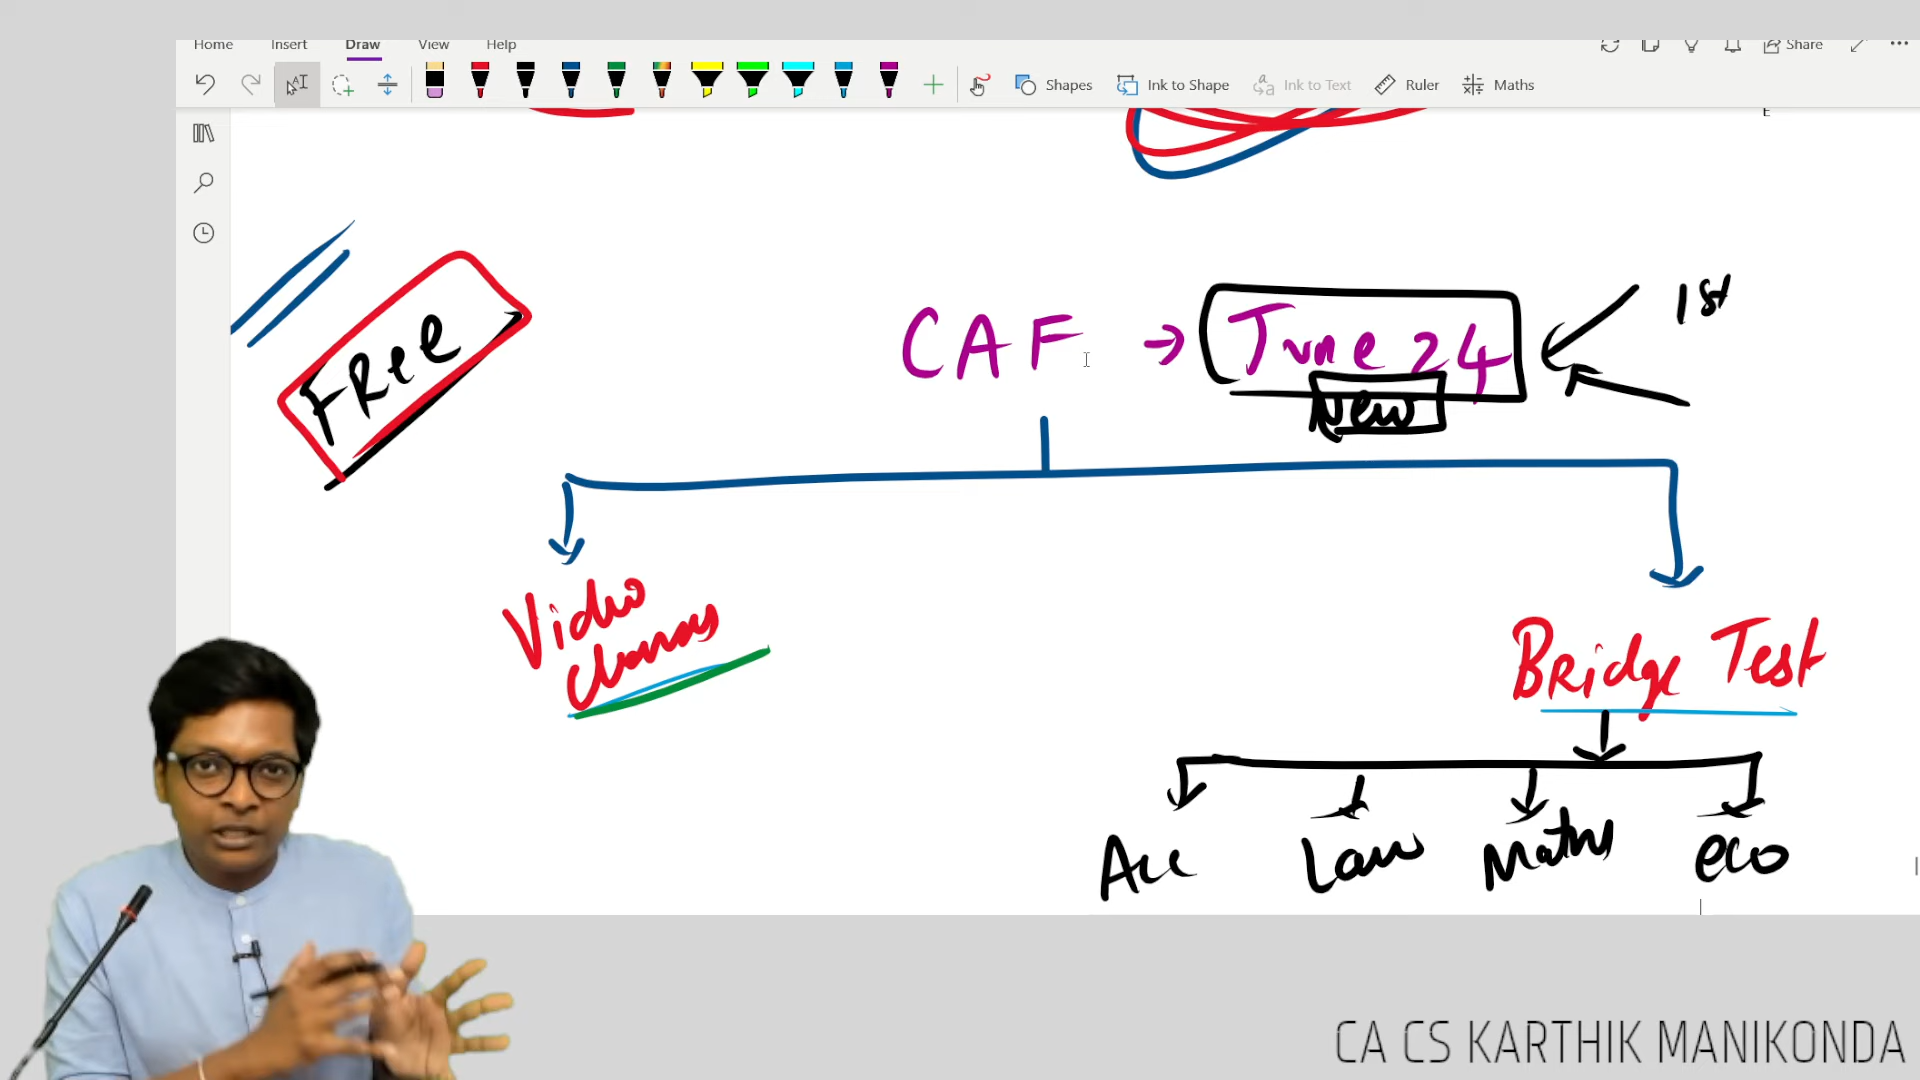 Home Insert Draw View Help Share
Shapes Ink to Shape Ink to Text Ruler Maths
E
FRee
CAF → June 24
1st
New
Video
classes
Bridge Test
Acc Law Maths eco
CA CS KARTHIK MANIKONDA